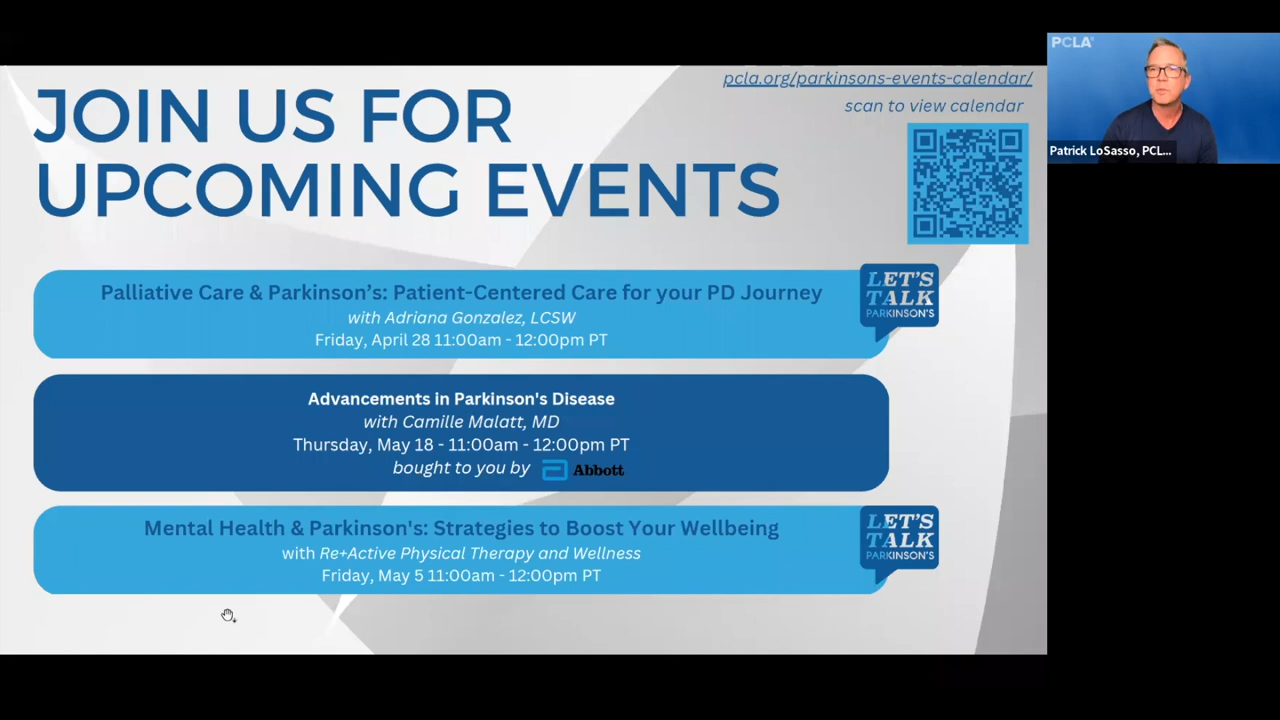 JOIN US FOR
UPCOMING EVENTS
pcla.org/parkinsons-events-calendar/
scan to view calendar
Palliative Care & Parkinson's: Patient-Centered Care for your PD Journey
with Adriana Gonzalez, LCSW
Friday, April 28 11:00am - 12:00pm PT
LET'S
TALK
PARKINSON'S
Advancements in Parkinson's Disease
with Camille Malatt, MD
Thursday, May 18 - 11:00am - 12:00pm PT
bought to you by Abbott
Mental Health & Parkinson's: Strategies to Boost Your Wellbeing
with Re+Active Physical Therapy and Wellness
Friday, May 5 11:00am - 12:00pm PT
LET'S
TALK
PARKINSON'S
PCLA
Patrick LoSasso, PCL...